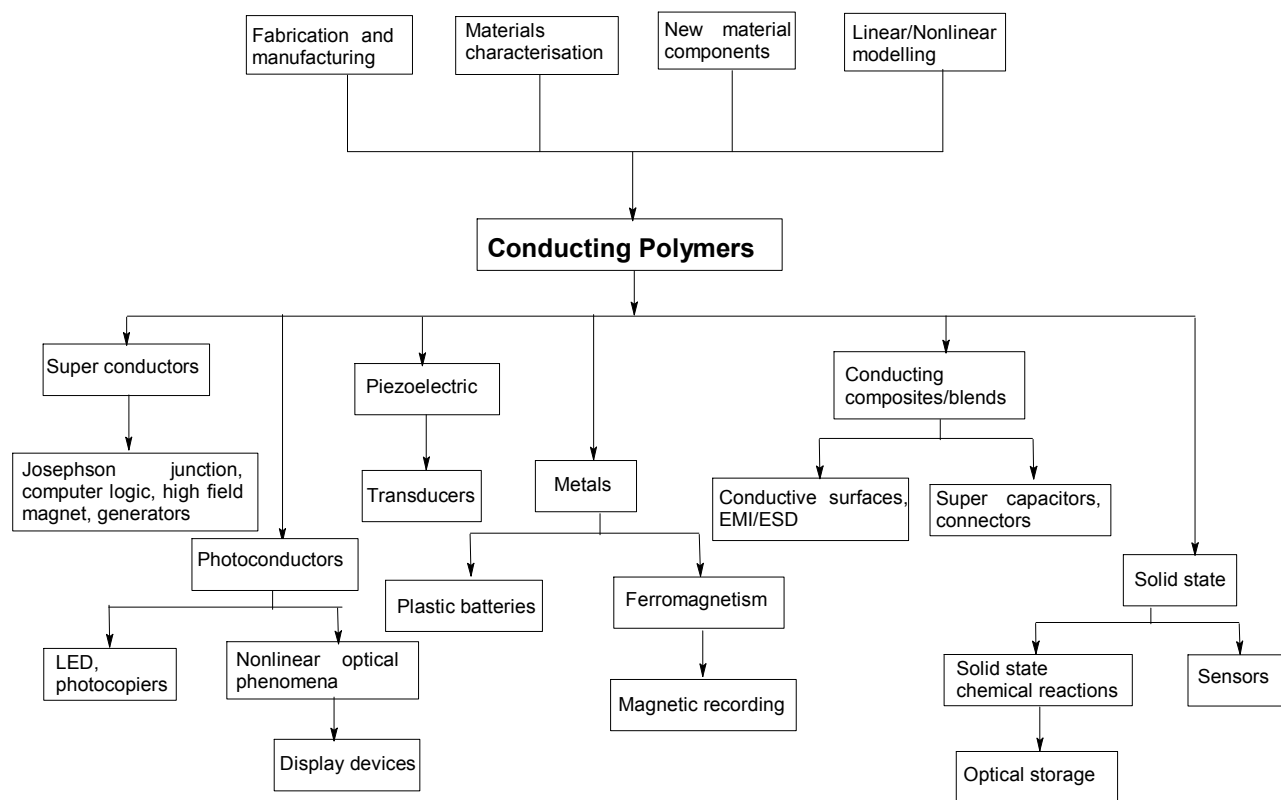 Fabrication and
manufacturing
Materials
characterisation
New material
components
Linear/Nonlinear
modelling
Conducting Polymers
Super conductors
Piezoelectric
Conducting
composites/blends
Josephson junction,
computer logic, high field
magnet, generators
Transducers
Metals
Conductive surfaces,
EMI/ESD
Super capacitors,
connectors
Photoconductors
Solid state
Plastic batteries
Ferromagnetism
LED,
photocopiers
Nonlinear optical
phenomena
Solid state
chemical reactions
Sensors
Magnetic recording
Display devices
Optical storage